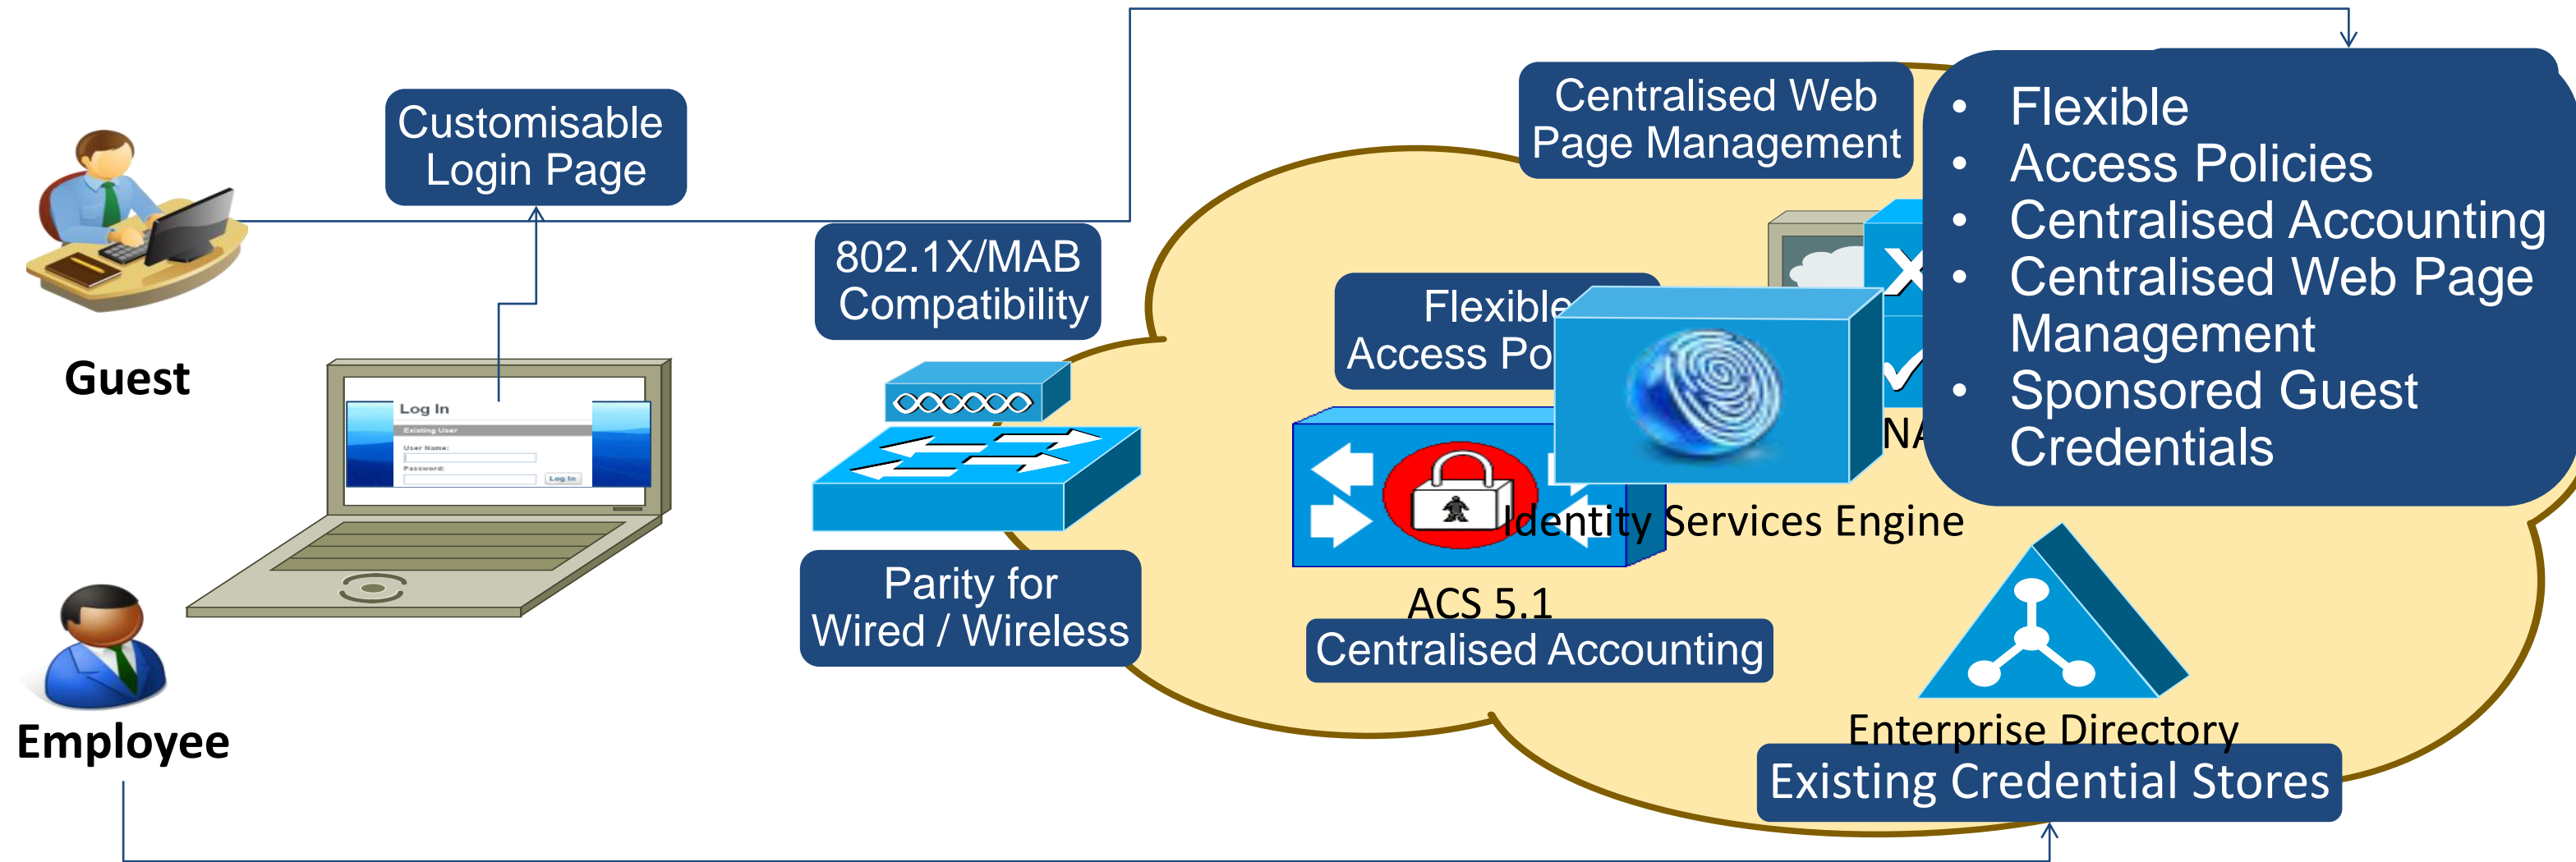 Customisable
Login Page
Guest
Log In
Existing User
User Name:
Password:
Log In
Employee
802.1X/MAB
Compatibility
Parity for
Wired / Wireless
Centralised Web
Page Management
Flexible
Access Po
Identity Services Engine
ACS 5.1
Centralised Accounting
NA
• Flexible
• Access Policies
• Centralised Accounting
• Centralised Web Page
Management
• Sponsored Guest
Credentials
Enterprise Directory
Existing Credential Stores